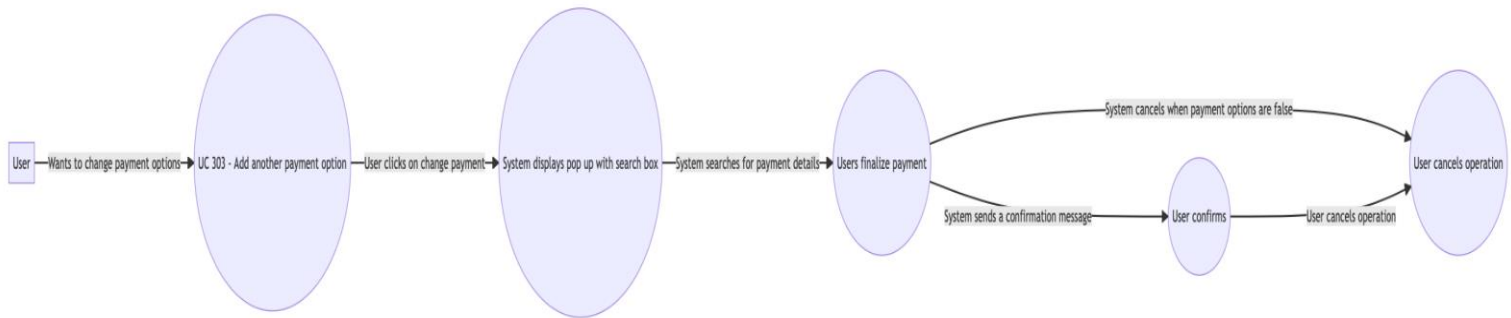 User
Wants to change payment options
UC 303 - Add another payment option
User clicks on change payment
System displays pop up with search box
System searches for payment details
Users finalize payment
System cancels when payment options are false
System sends a confirmation message
User confirms
User cancels operation
User cancels operation